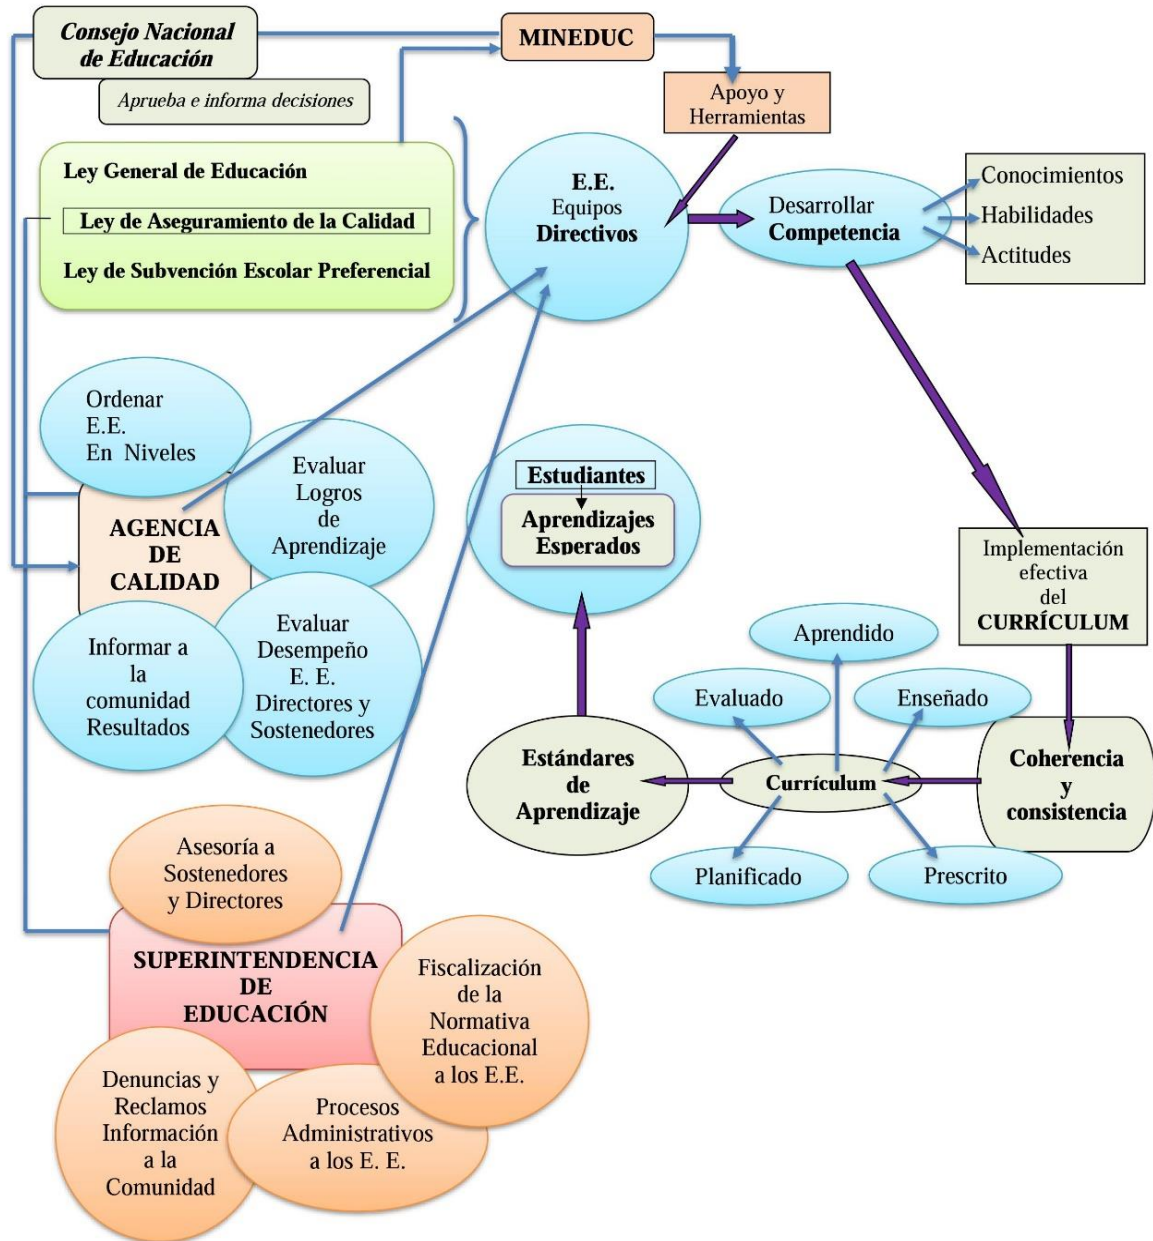 Consejo Nacional
de Educación
Aprueba e informa decisiones
MINEDUC
Apoyo y
Herramientas
Ley General de Educación
Ley de Aseguramiento de la Calidad
Ley de Subvención Escolar Preferencial
E.E.
Equipos
Directivos
Desarrollar
Competencia
Conocimientos
Habilidades
Actitudes
Ordenar
E.E.
En Niveles
Evaluar
Logros
de
Aprendizaje
AGENCIA
DE
CALIDAD
Informar a
la
comunidad
Resultados
Evaluar
Desempeño
E. E.
Directores y
Sostenedores
Estudiantes
Aprendizajes
Esperados
Implementación
efectiva
del
CURRÍCULUM
Coherencia
y
consistencia
Aprendido
Evaluado
Enseñado
Currículum
Planificado
Prescrito
Estándares
de
Aprendizaje
Asesoría a
Sostenedores
y Directores
SUPERINTENDENCIA
DE
EDUCACIÓN
Fiscalización
de la
Normativa
Educacional
a los E.E.
Denuncias y
Reclamos
Información
a la
Comunidad
Procesos
Administrativos
a los E. E.